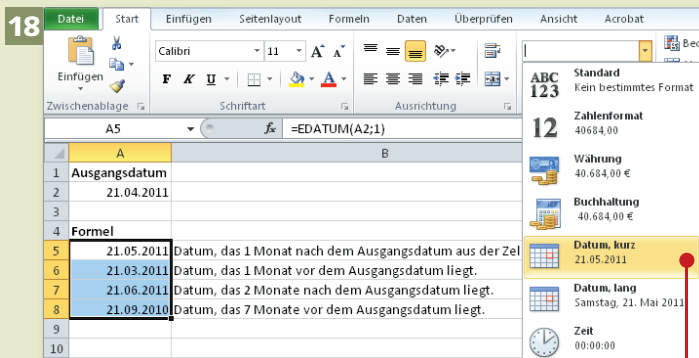 18
Datei Start Einfügen Seitenlayout Formeln Daten Überprüfen Ansicht Acrobat
Calibri 11 A A
Einfügen
F K U
Zwischenablage Schriftart Ausrichtung
A5 fx =EDATUM(A2;1)
A B
1 Ausgangsdatum
2 21.04.2011
3
4 Formel
5 21.05.2011 Datum, das 1 Monat nach dem Ausgangsdatum aus der Zel
6 21.03.2011 Datum, das 1 Monat vor dem Ausgangsdatum liegt.
7 21.06.2011 Datum, das 2 Monate nach dem Ausgangsdatum liegt.
8 21.09.2010 Datum, das 7 Monate vor dem Ausgangsdatum liegt.
9
10
Bec
ABC
123
Standard
Kein bestimmtes Format
12
Zahlenformat
40684,00
Währung
40.684,00 €
Buchhaltung
40.684,00 €
Datum, kurz
21.05.2011
Datum, lang
Samstag, 21. Mai 2011
Zeit
00:00:00